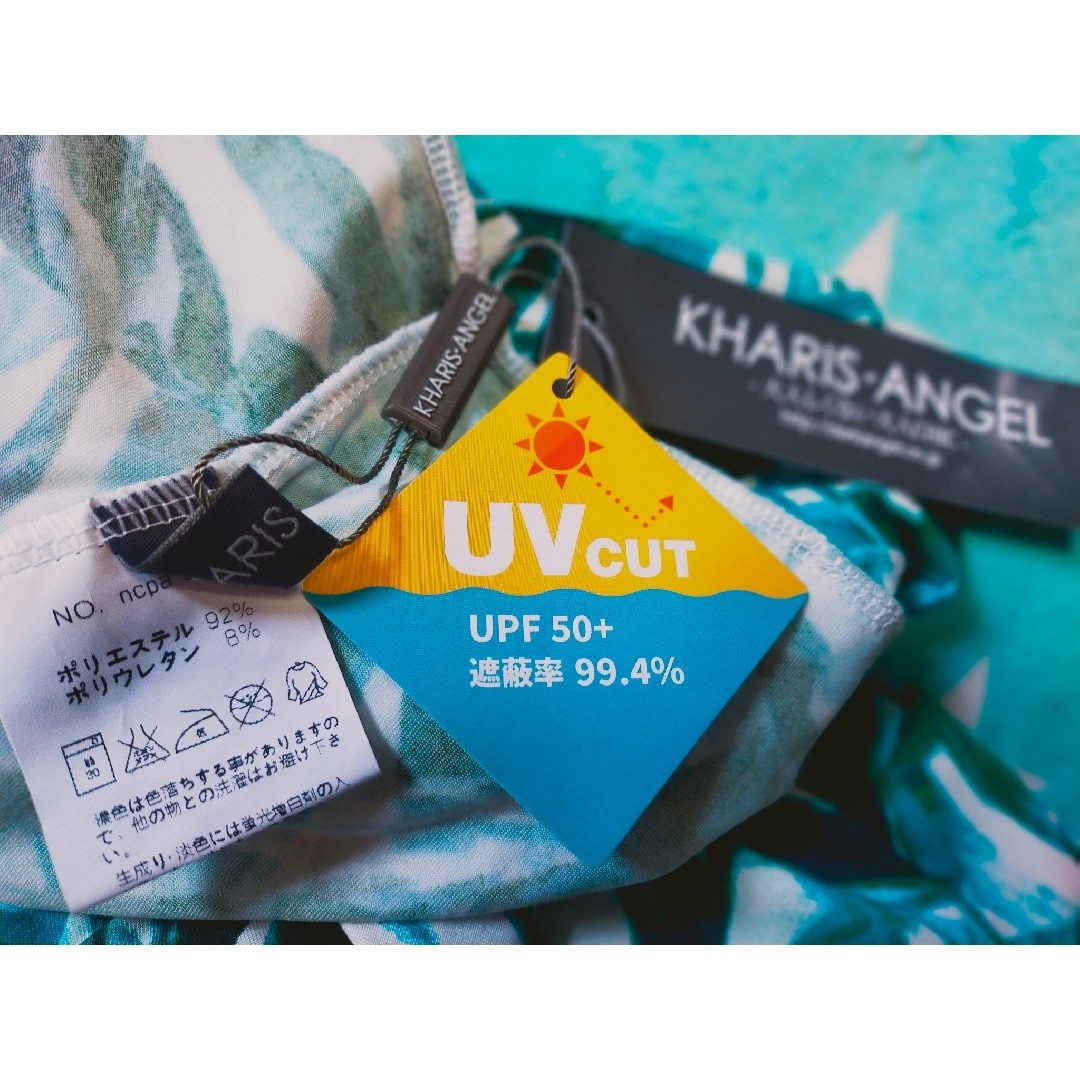 KHARIS·ANGEL
KHARIS·ANGEL
ARIS
UV CUT
UPF 50+
遮蔽率 99.4%
NO. ncpa
ポリエステル 92%
ポリウレタン 8%
30
濃色は色落ちする事がありますの
で、他の物との洗濯はお避け下さ
い。
生成り・淡色には蛍光増白剤の入